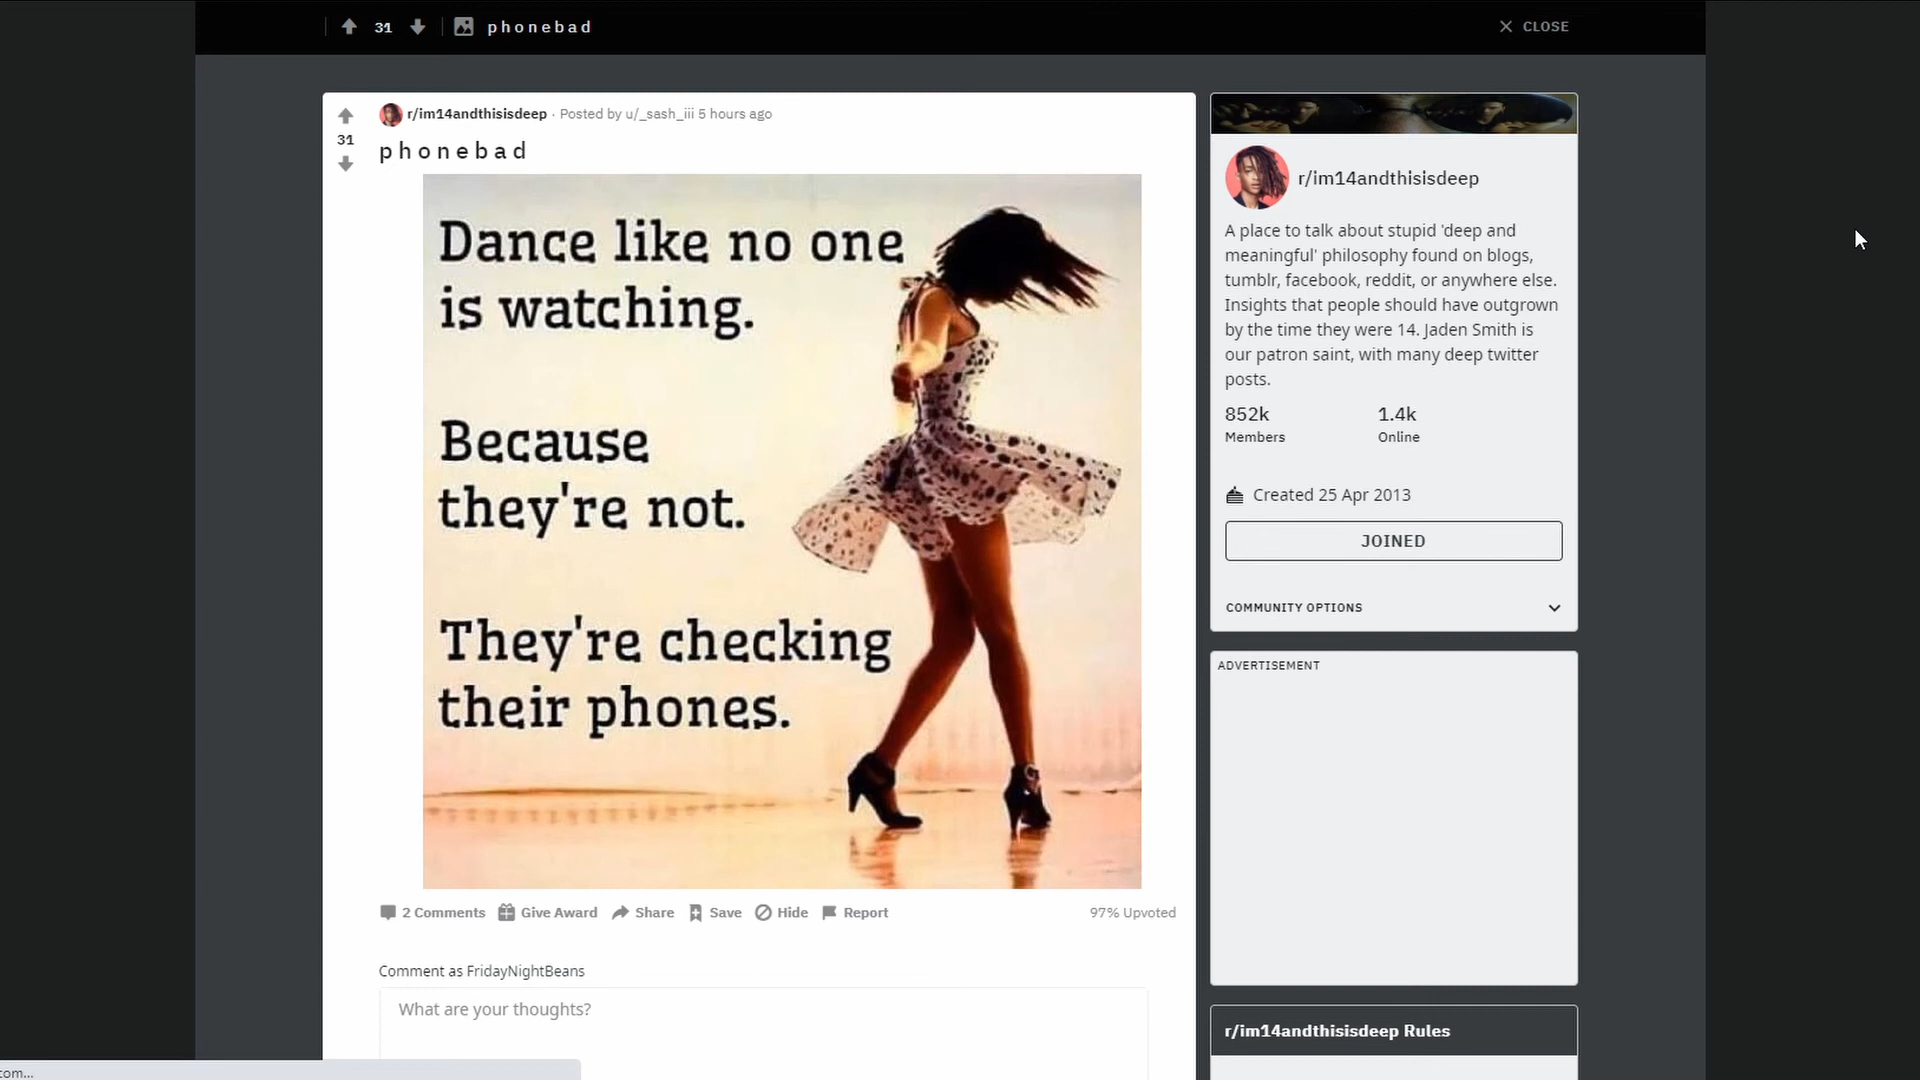 31
p h o n e b a d
CLOSE
r/im14andthisisdeep · Posted by u/_sash_iii 5 hours ago
31
p h o n e b a d
Dance like no one
is watching.
Because
they're not.
They're checking
their phones.
2 Comments
Give Award
Share
Save
Hide
Report
97% Upvoted
Comment as FridayNightBeans
What are your thoughts?
r/im14andthisisdeep
A place to talk about stupid 'deep and
meaningful' philosophy found on blogs,
tumblr, facebook, reddit, or anywhere else.
Insights that people should have outgrown
by the time they were 14. Jaden Smith is
our patron saint, with many deep twitter
posts.
852k 1.4k
Members Online
Created 25 Apr 2013
JOINED
COMMUNITY OPTIONS
ADVERTISEMENT
r/im14andthisisdeep Rules
com...